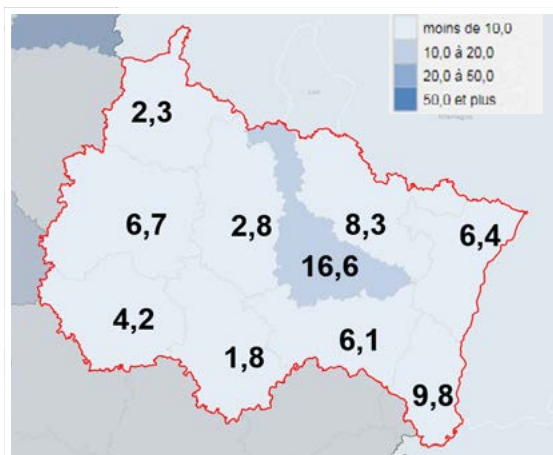 moins de 10,0
10,0 à 20,0
20,0 à 50,0
50,0 et plus
Allemagne
2,3
6,7
2,8
8,3
6,4
16,6
4,2
1,8
6,1
9,8